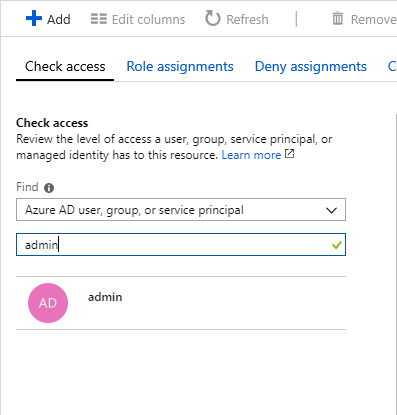 Add Edit columns Refresh Remove
Check access Role assignments Deny assignments
Check access
Review the level of access a user, group, service principal, or
managed identity has to this resource. Learn more
Find
Azure AD user, group, or service principal
admin
AD admin